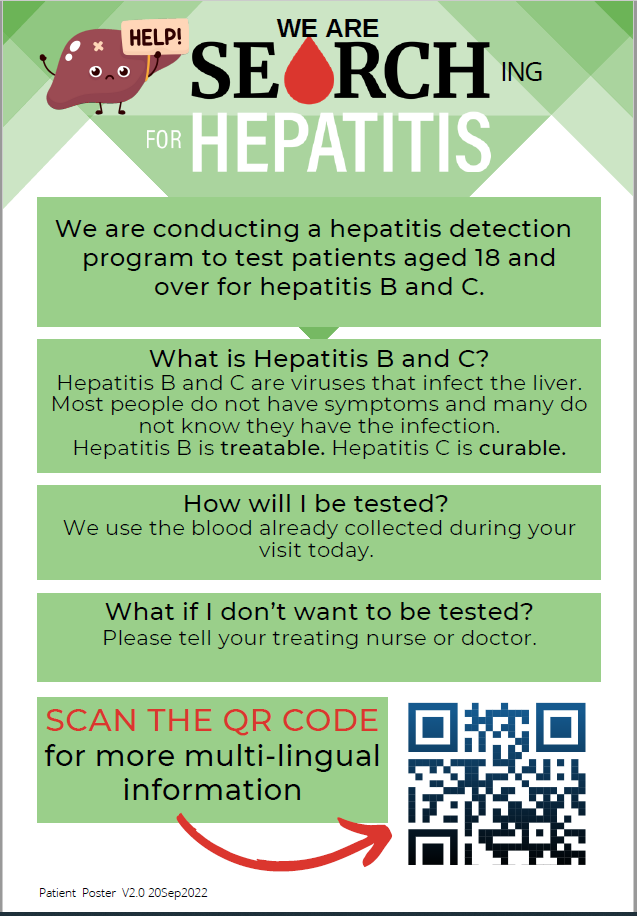 HELP!
WE ARE
SEARCH ING
FOR HEPATITIS
We are conducting a hepatitis detection
program to test patients aged 18 and
over for hepatitis B and C.
What is Hepatitis B and C?
Hepatitis B and C are viruses that infect the liver.
Most people do not have symptoms and many do
not know they have the infection.
Hepatitis B is treatable. Hepatitis C is curable.
How will I be tested?
We use the blood already collected during your
visit today.
What if I don’t want to be tested?
Please tell your treating nurse or doctor.
SCAN THE QR CODE
for more multi-lingual
information
Patient Poster V2.0 20Sep2022